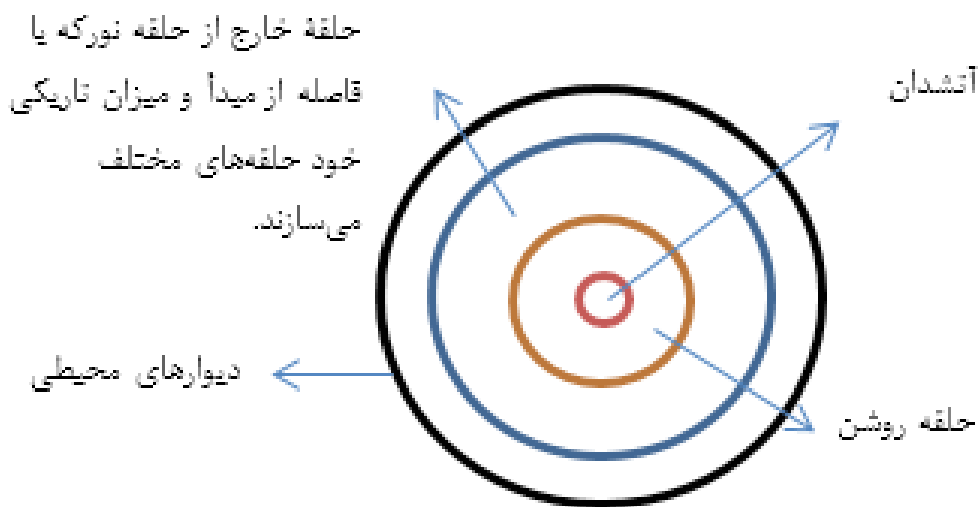 حلقهٔ خارج از حلقه نورکه یا
فاصله از مبدأ و میزان تاریکی
خود حلقه‌های مختلف
می‌سازند.
آتشدان
دیوارهای محیطی
حلقه روشن